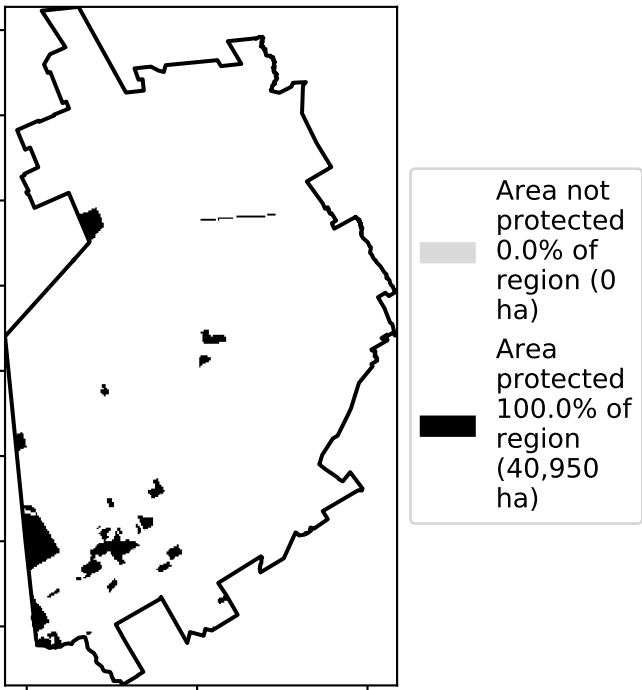 Area not
protected
0.0% of
region (0
ha)
Area
protected
100.0% of
region
(40,950
ha)